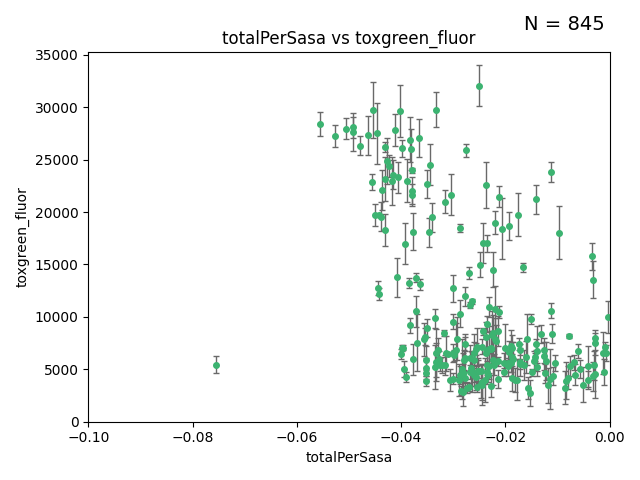 N = 845
totalPerSasa vs toxgreen_fluor
35000
30000
25000
20000
15000
10000
5000
0
toxgreen_fluor
−0.10 −0.08 −0.06 −0.04 −0.02 0.00
totalPerSasa